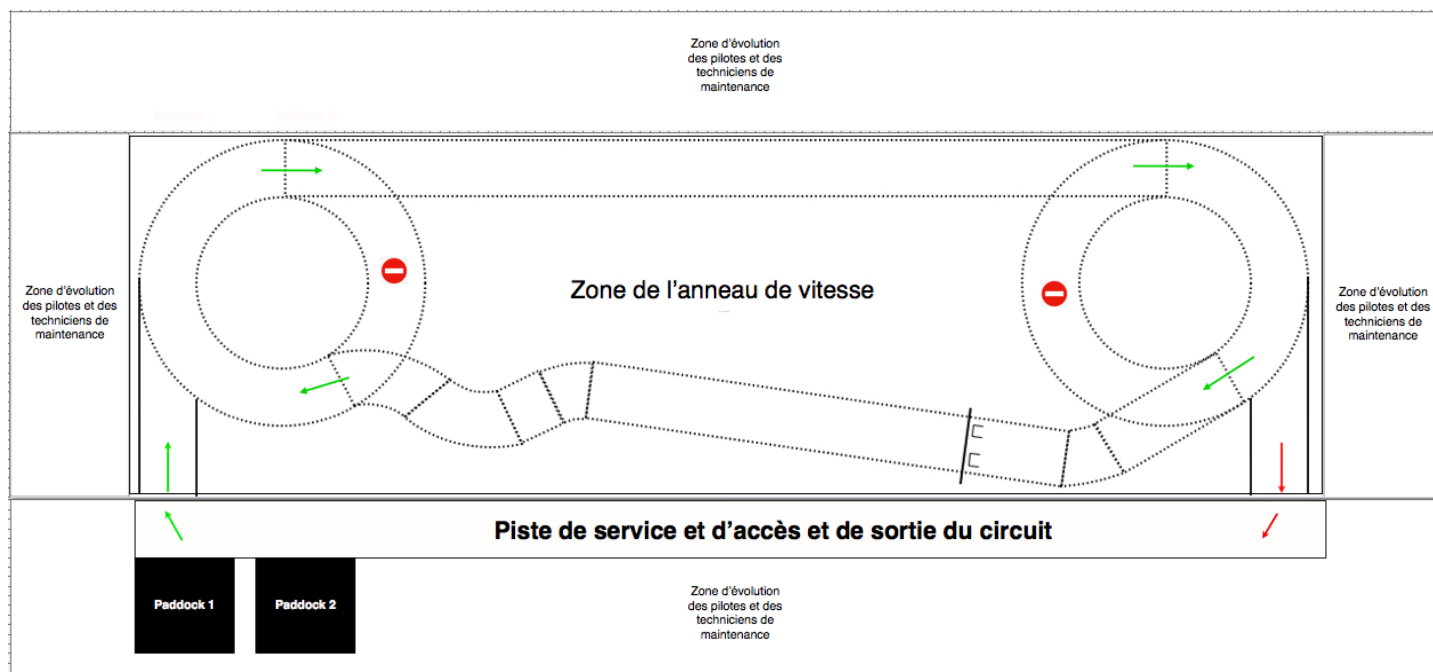 Zone d'évolution
des pilotes et des
techniciens de
maintenance
Zone d'évolution
des pilotes et des
techniciens de
maintenance
Zone de l'anneau de vitesse
Zone d'évolution
des pilotes et des
techniciens de
maintenance
Piste de service et d'accès et de sortie du circuit
Paddock 1
Paddock 2
Zone d'évolution
des pilotes et des
techniciens de
maintenance